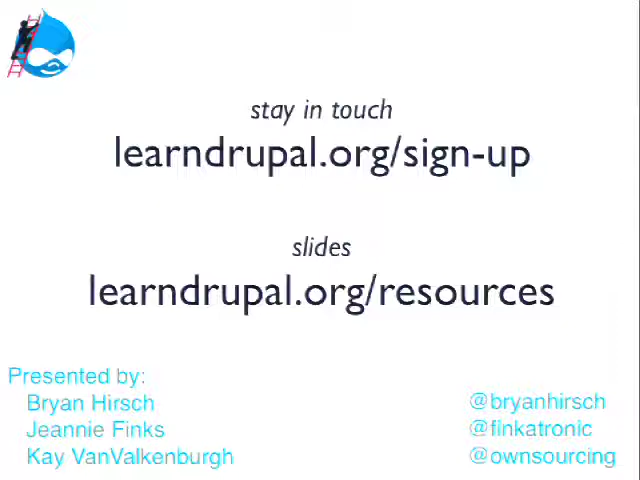 stay in touch
learndrupal.org/sign-up
slides
learndrupal.org/resources
Presented by:
Bryan Hirsch
@bryanhirsch
Jeannie Finks
@finkatronic
Kay VanValkenburgh
@ownsourcing